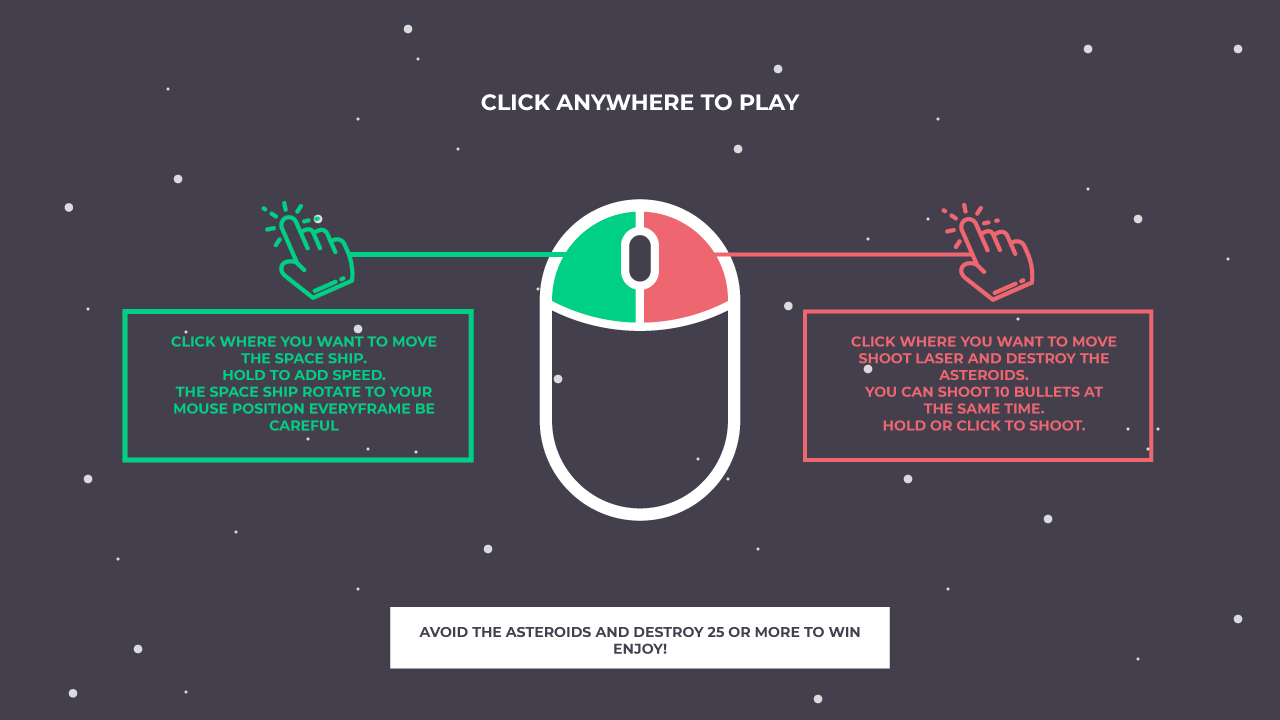 CLICK ANYWHERE TO PLAY
CLICK WHERE YOU WANT TO MOVE
THE SPACE SHIP.
HOLD TO ADD SPEED.
THE SPACE SHIP ROTATE TO YOUR
MOUSE POSITION EVERYFRAME BE
CAREFUL
CLICK WHERE YOU WANT TO MOVE
SHOOT LASER AND DESTROY THE
ASTEROIDS.
YOU CAN SHOOT 10 BULLETS AT
THE SAME TIME.
HOLD OR CLICK TO SHOOT.
AVOID THE ASTEROIDS AND DESTROY 25 OR MORE TO WIN
ENJOY!